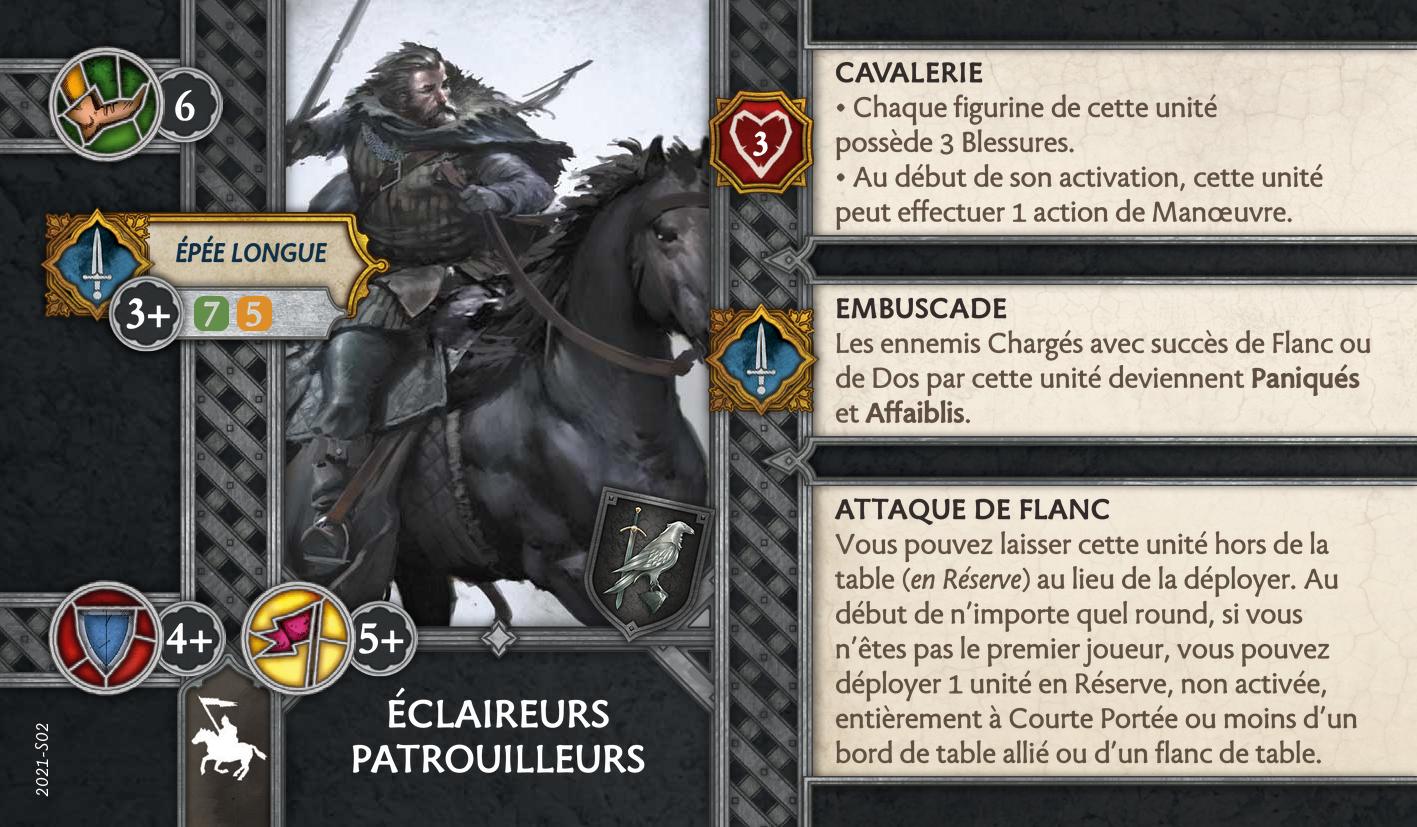 6
ÉPÉE LONGUE
3+ 7 5
4+ 5+
ÉCLAIREURS
PATROUILLEURS
2021-S02
3
CAVALERIE
• Chaque figurine de cette unité
possède 3 Blessures.
• Au début de son activation, cette unité
peut effectuer 1 action de Manœuvre.
EMBUSCADE
Les ennemis Chargés avec succès de Flanc ou
de Dos par cette unité deviennent Paniqués
et Affaiblis.
ATTAQUE DE FLANC
Vous pouvez laisser cette unité hors de la
table (en Réserve) au lieu de la déployer. Au
début de n'importe quel round, si vous
n'êtes pas le premier joueur, vous pouvez
déployer 1 unité en Réserve, non activée,
entièrement à Courte Portée ou moins d'un
bord de table allié ou d'un flanc de table.